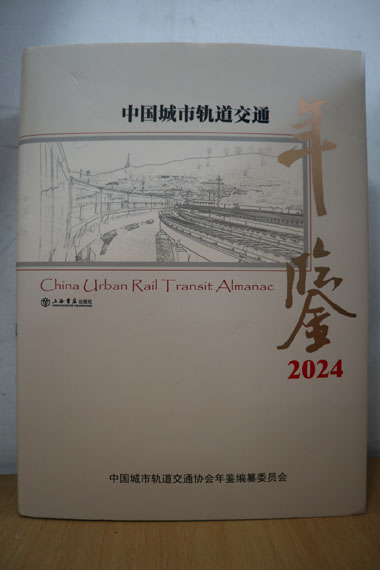 中国城市轨道交通
年鉴
China Urban Rail Transit Almanac
上海书店出版社
2024
中国城市轨道交通协会年鉴编纂委员会